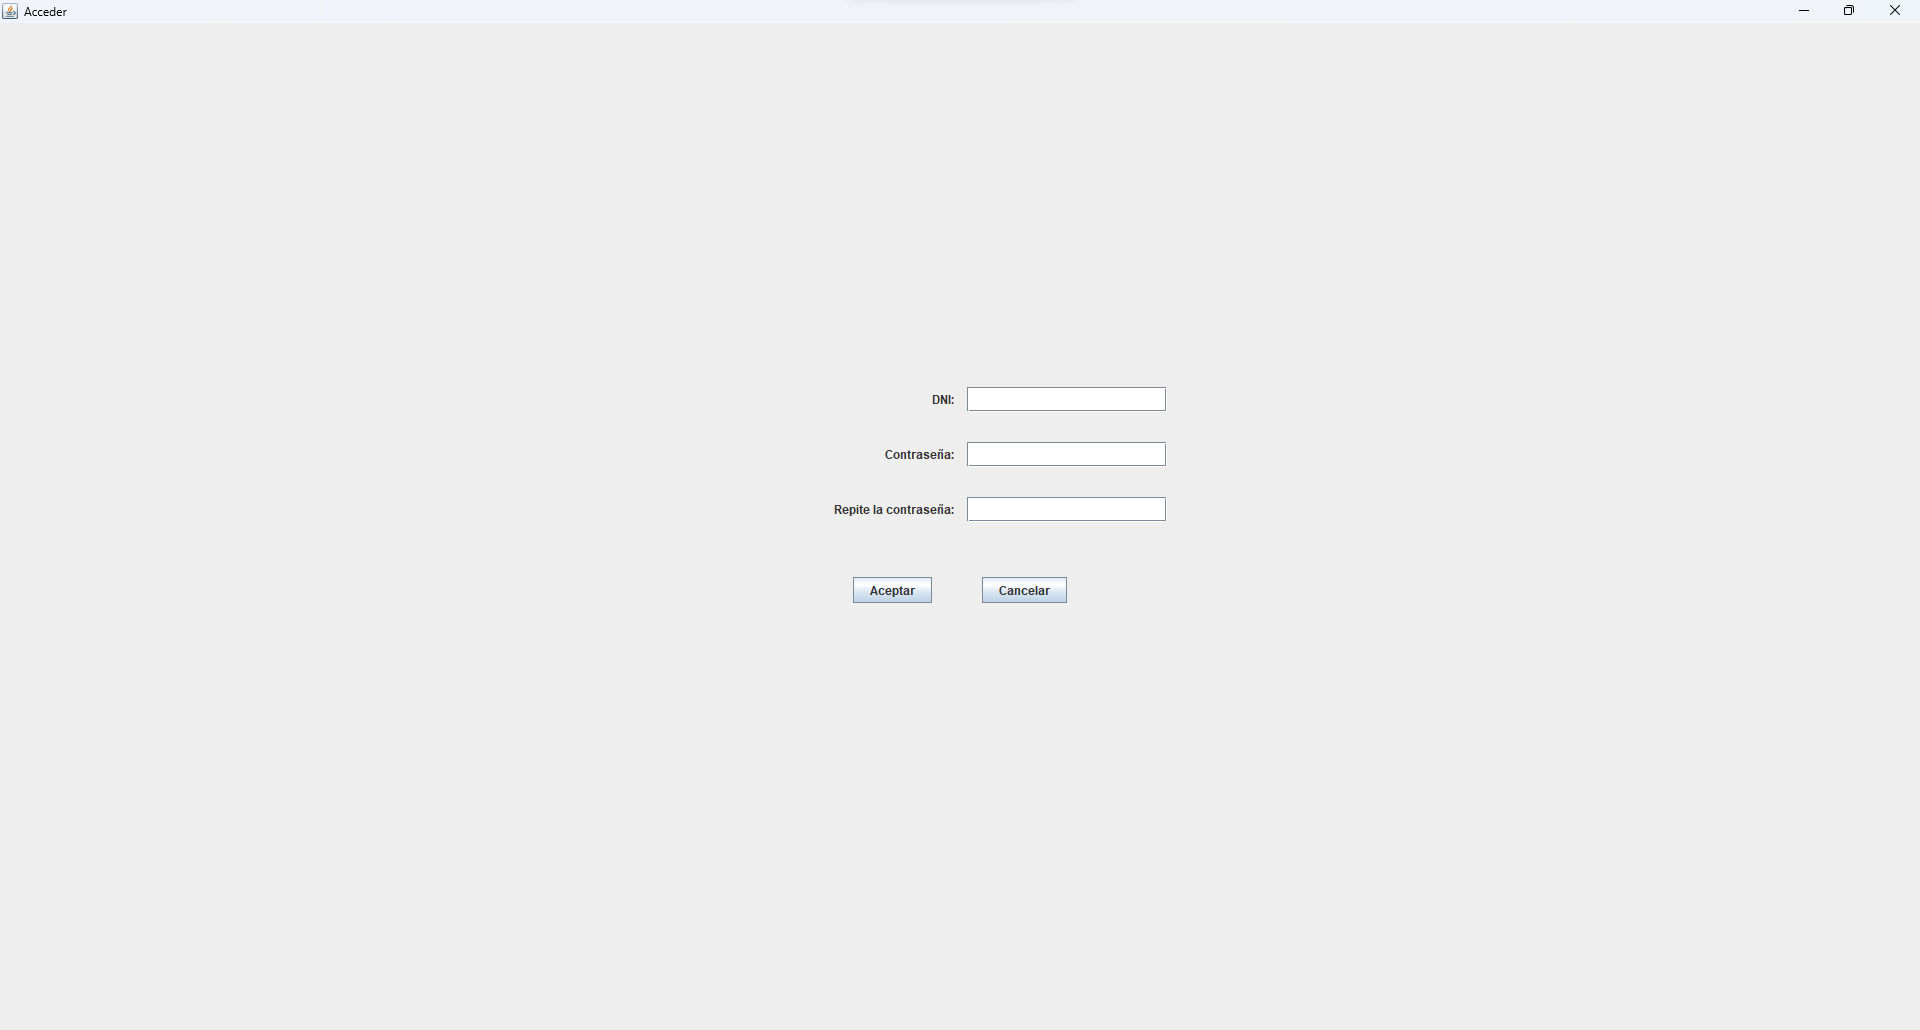 Acceder
DNI:
Contraseña:
Repite la contraseña:
Aceptar Cancelar